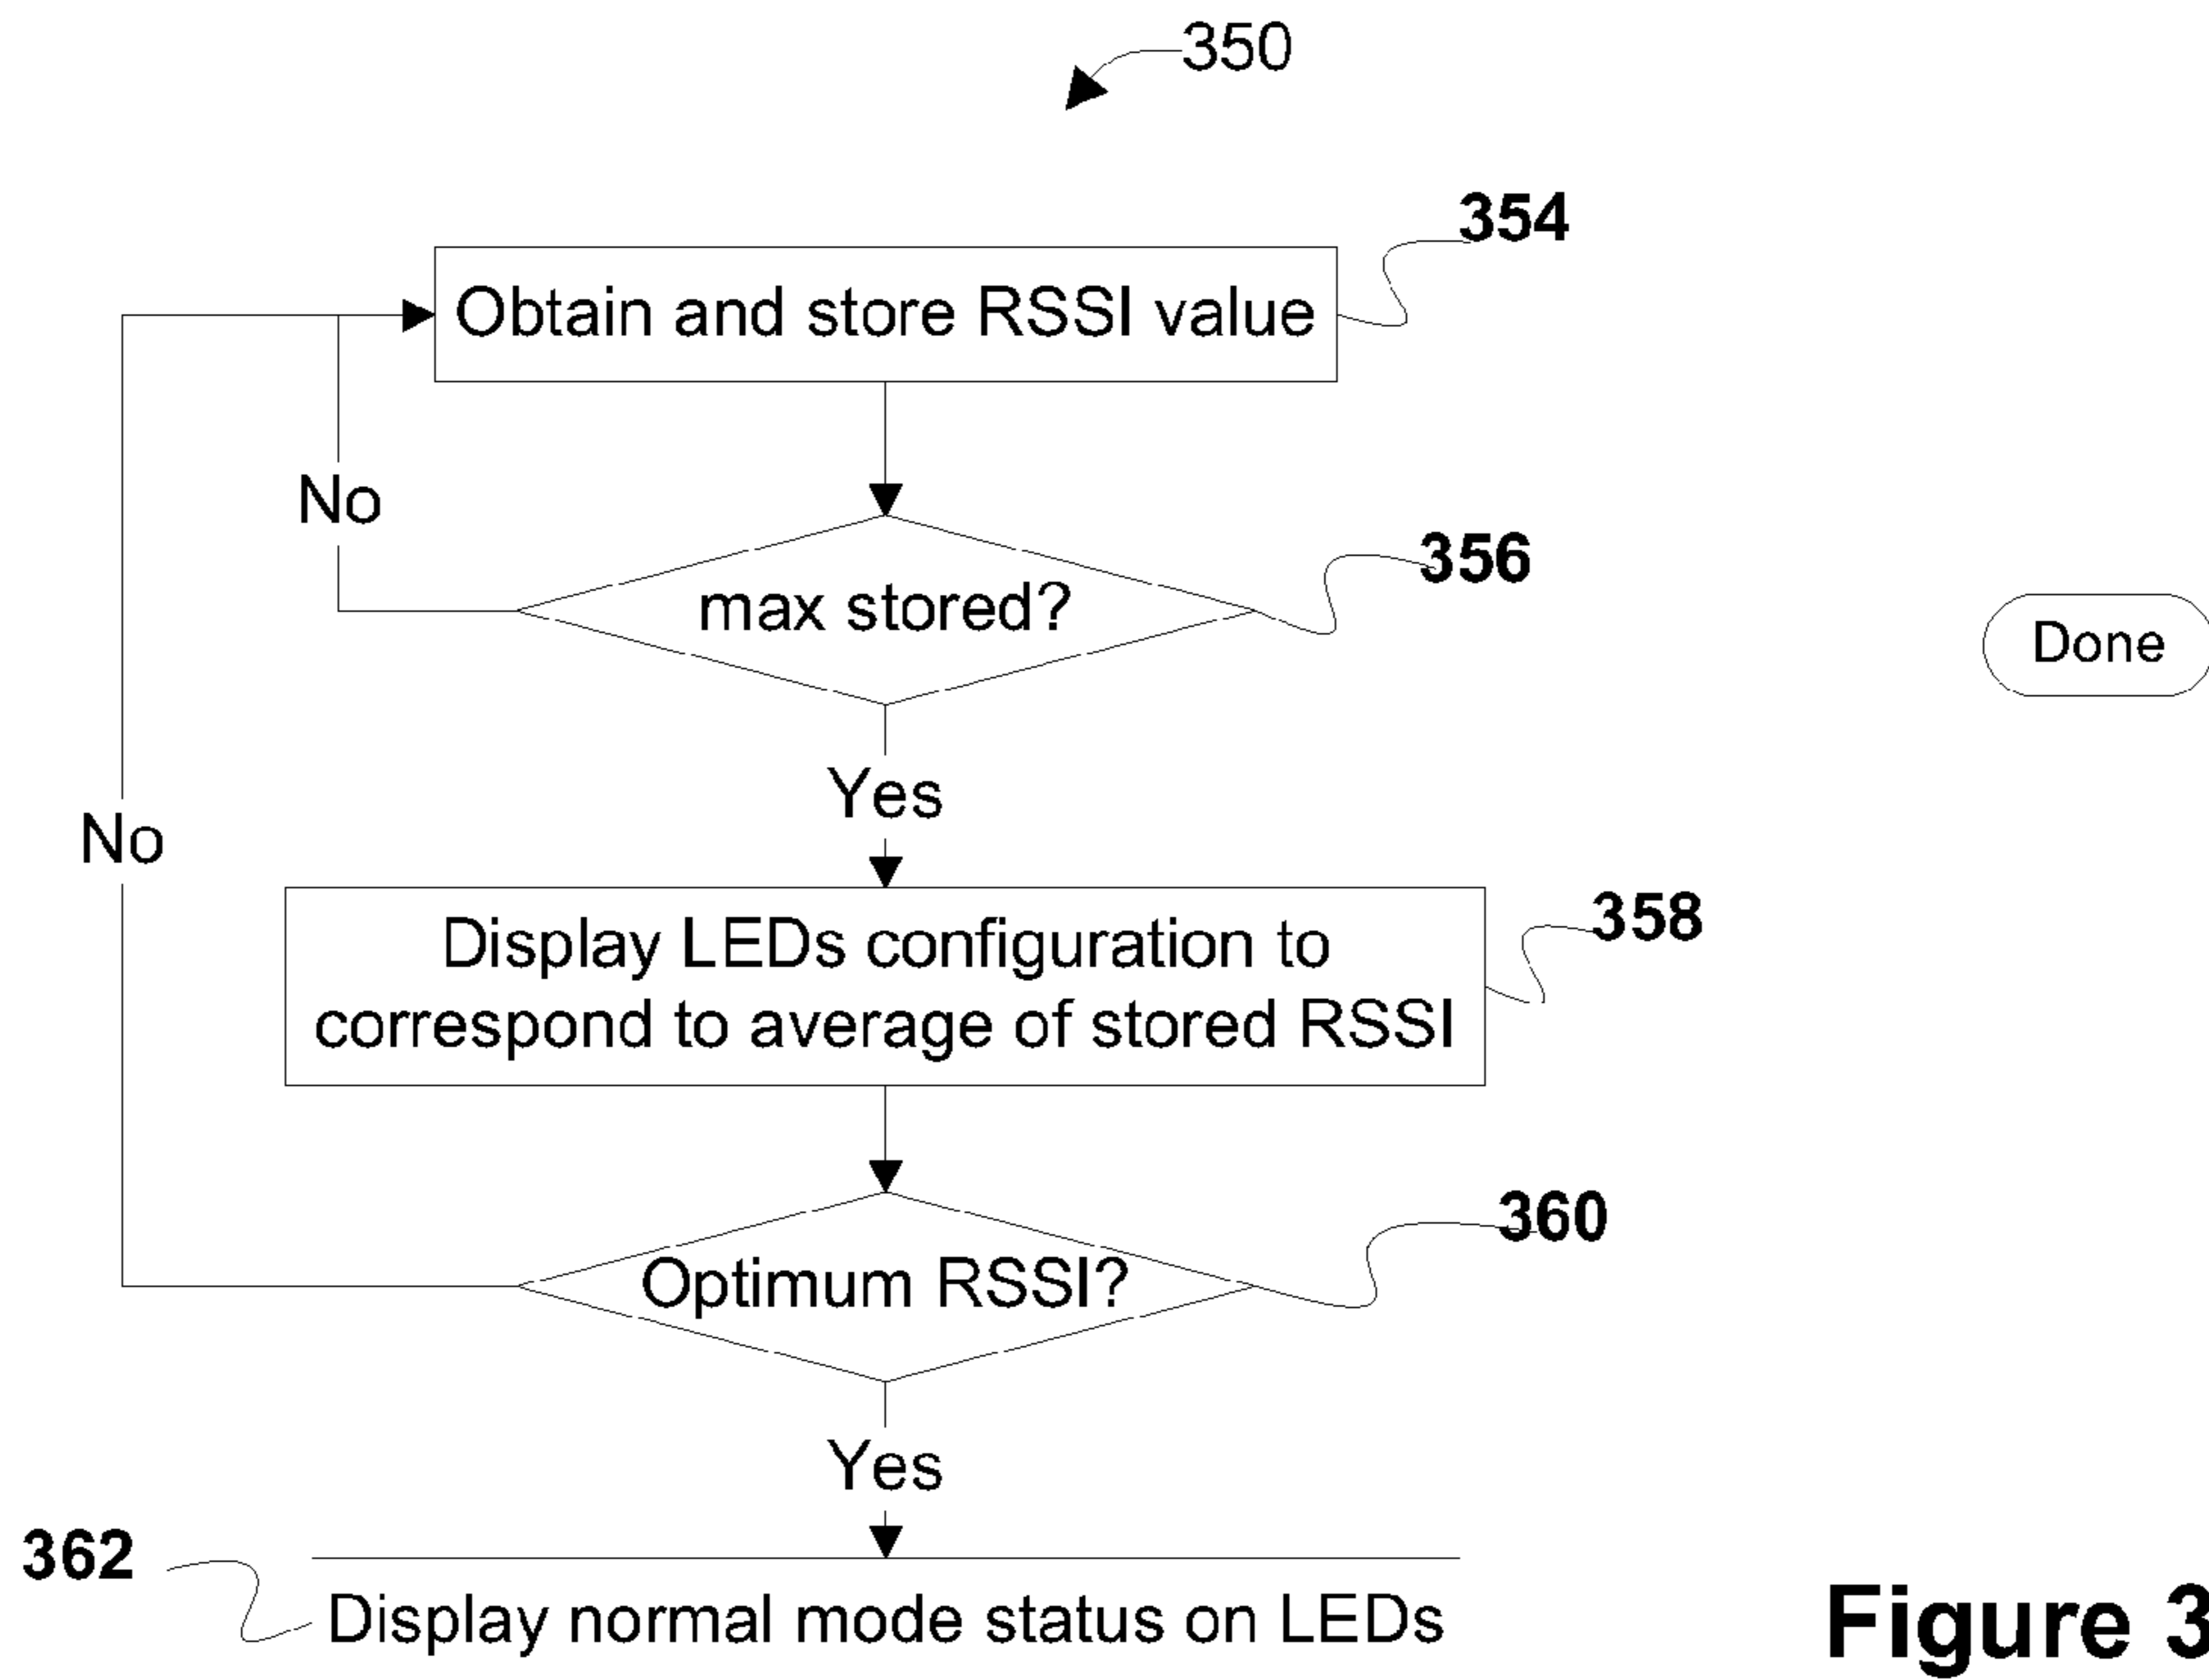 350
354
Obtain and store RSSI value
No
356
max stored?
Done
Yes
No
358
Display LEDs configuration to
correspond to average of stored RSSI
360
Optimum RSSI?
Yes
362
Display normal mode status on LEDs
Figure 3